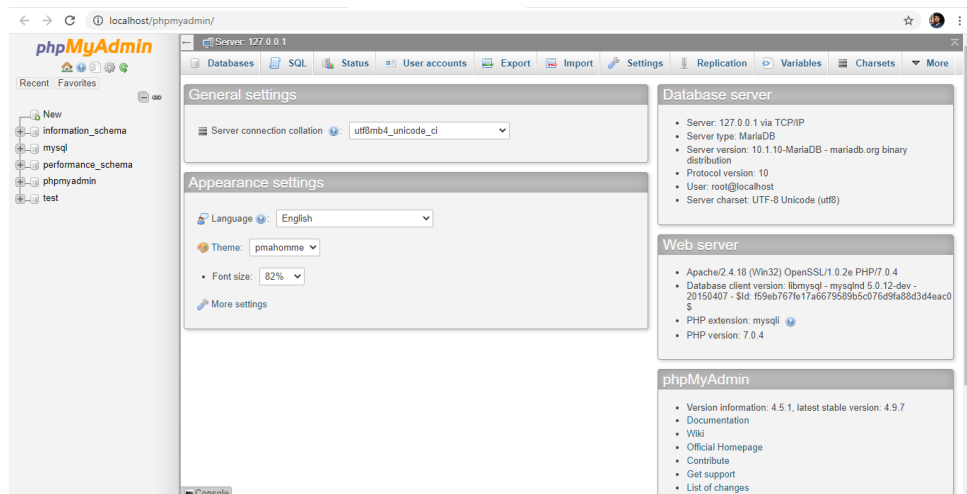 localhost/phpmyadmin/
phpMyAdmin
Recent Favorites
New
information_schema
mysql
performance_schema
phpmyadmin
test
Server: 127.0.0.1
Databases SQL Status User accounts Export Import Settings Replication Variables Charsets More
General settings
Server connection collation : utf8mb4_unicode_ci
Appearance settings
Language : English
Theme: pmahomme
Font size: 82%
More settings
Database server
Server: 127.0.0.1 via TCP/IP
Server type: MariaDB
Server version: 10.1.10-MariaDB - mariadb.org binary
distribution
Protocol version: 10
User: root@localhost
Server charset: UTF-8 Unicode (utf8)
Web server
Apache/2.4.18 (Win32) OpenSSL/1.0.2e PHP/7.0.4
Database client version: libmysql - mysqlnd 5.0.12-dev -
20150407 - $Id: f59eb767fe17a6679589b5c076d9fa88d3d4eac0
$
PHP extension: mysqli
PHP version: 7.0.4
phpMyAdmin
Version information: 4.5.1, latest stable version: 4.9.7
Documentation
Wiki
Official Homepage
Contribute
Get support
List of changes
Console